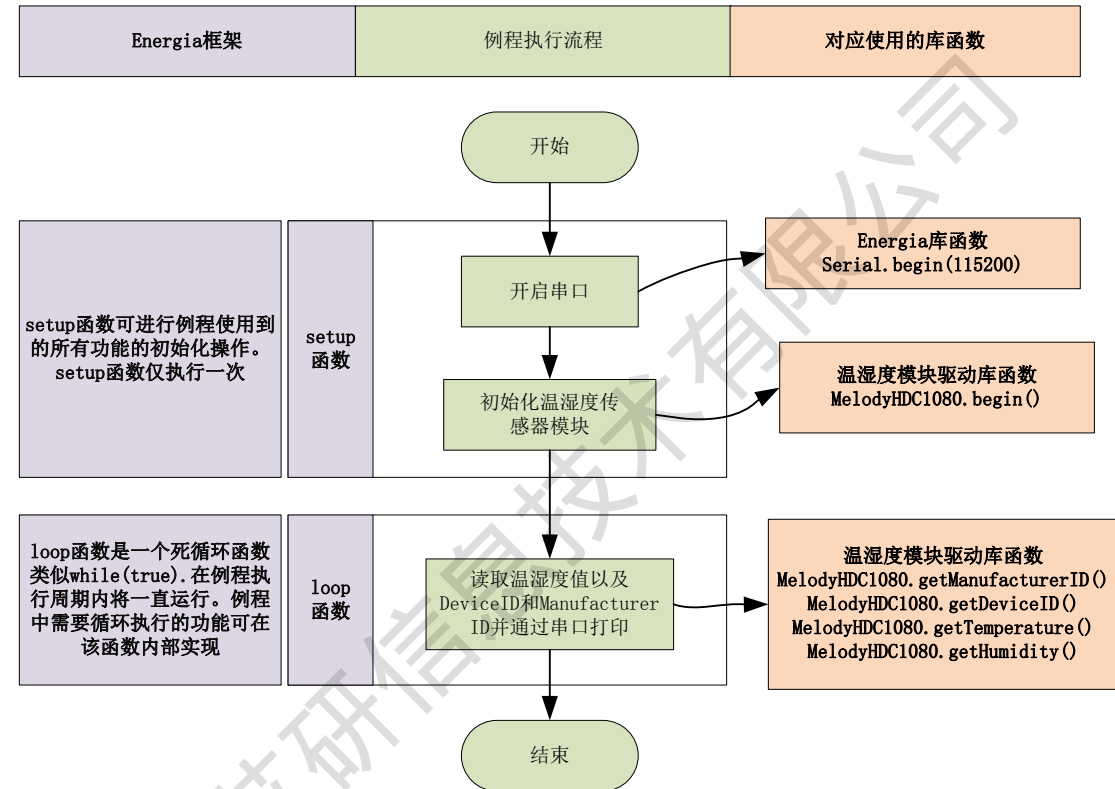 Energia框架
例程执行流程
对应使用的库函数
开始
setup函数可进行例程使用到
的所有功能的初始化操作。
setup函数仅执行一次
setup
函数
开启串口
Energia库函数
Serial.begin(115200)
初始化温湿度传
感器模块
温湿度模块驱动库函数
MelodyHDC1080.begin()
loop函数是一个死循环函数
类似while(true).在例程执
行周期内将一直运行。例程
中需要循环执行的功能可在
该函数内部实现
loop
函数
读取温湿度值以及
DeviceID和Manufacturer
ID并通过串口打印
温湿度模块驱动库函数
MelodyHDC1080.getManufacturerID()
MelodyHDC1080.getDeviceID()
MelodyHDC1080.getTemperature()
MelodyHDC1080.getHumidity()
结束
研信息技术有限公司